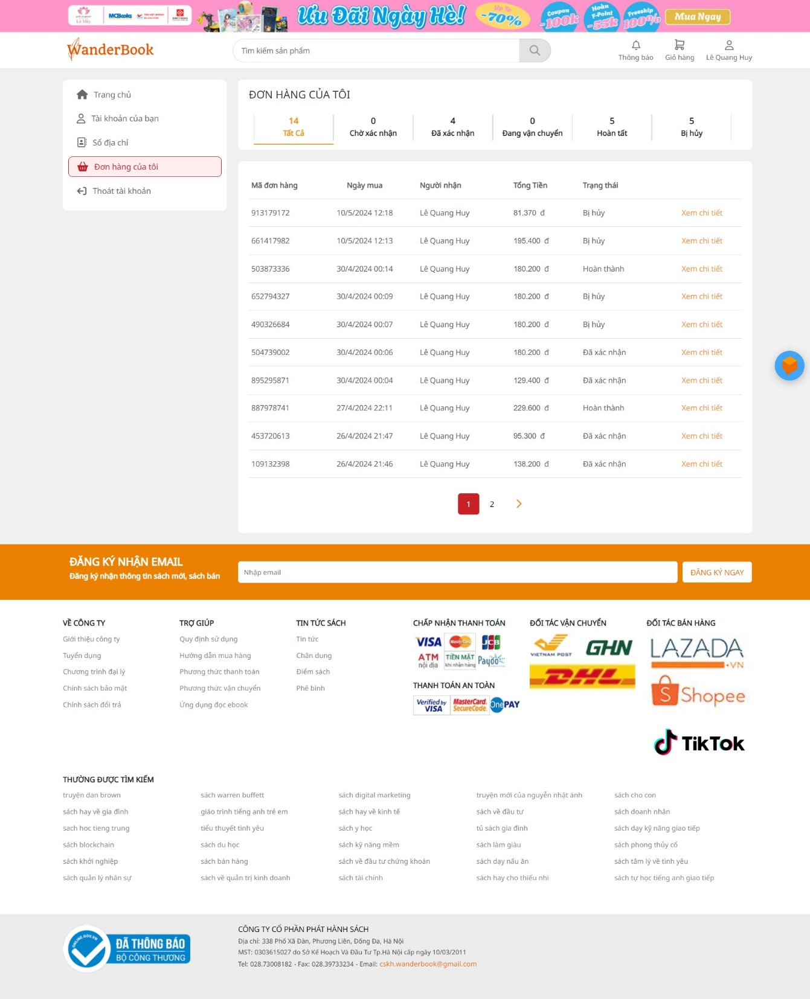 Lê Mây MCBooks TÂN VIỆT BOOKS ĐINH TỊ BOOKS Ưu Đãi Ngày Hè! Up To -70% Coupon -100k Hoàn F-Point -55k Freeship 100% Mua Ngay
WanderBook Tìm kiếm sản phẩm Thông báo Giỏ hàng Lê Quang Huy
Trang chủ
Tài khoản của bạn
Sổ địa chỉ
Đơn hàng của tôi
Thoát tài khoản
ĐƠN HÀNG CỦA TÔI
14 0 4 0 5 5
Tất Cả Chờ xác nhận Đã xác nhận Đang vận chuyển Hoàn tất Bị hủy
Mã đơn hàng Ngày mua Người nhận Tổng Tiền Trạng thái
913179172 10/5/2024 12:18 Lê Quang Huy 81.370 đ Bị hủy Xem chi tiết
661417982 10/5/2024 12:13 Lê Quang Huy 195.400 đ Bị hủy Xem chi tiết
503873336 30/4/2024 00:14 Lê Quang Huy 180.200 đ Hoàn thành Xem chi tiết
652794327 30/4/2024 00:09 Lê Quang Huy 180.200 đ Bị hủy Xem chi tiết
490326684 30/4/2024 00:07 Lê Quang Huy 180.200 đ Bị hủy Xem chi tiết
504739002 30/4/2024 00:06 Lê Quang Huy 180.200 đ Đã xác nhận Xem chi tiết
895295871 30/4/2024 00:04 Lê Quang Huy 129.400 đ Đã xác nhận Xem chi tiết
887978741 27/4/2024 22:11 Lê Quang Huy 229.600 đ Hoàn thành Xem chi tiết
453720613 26/4/2024 21:47 Lê Quang Huy 95.300 đ Đã xác nhận Xem chi tiết
109132398 26/4/2024 21:46 Lê Quang Huy 138.200 đ Đã xác nhận Xem chi tiết
1 2
ĐĂNG KÝ NHẬN EMAIL
Đăng ký nhận thông tin sách mới, sách bán
Nhập email ĐĂNG KÝ NGAY
VỀ CÔNG TY
Giới thiệu công ty
Tuyển dụng
Chương trình đại lý
Chính sách bảo mật
Chính sách đổi trả
TRỢ GIÚP
Quy định sử dụng
Hướng dẫn mua hàng
Phương thức thanh toán
Phương thức vận chuyển
Ứng dụng đọc ebook
TIN TỨC SÁCH
Tin tức
Chân dung
Điểm sách
Phê bình
CHẤP NHẬN THANH TOÁN
VISA MasterCard JCB
ATM nội địa TIỀN MẶT khi nhận hàng Payoo
THANH TOÁN AN TOÀN
Verified by VISA MasterCard. SecureCode. OnePAY
ĐỐI TÁC VẬN CHUYỂN
VIETNAM POST GHN
DHL
ĐỐI TÁC BÁN HÀNG
LAZADA
.VN
Shopee
TikTok
THƯỜNG ĐƯỢC TÌM KIẾM
truyện dan brown sách warren buffett sách digital marketing truyện mới của nguyễn nhật ánh sách cho con
sách hay về gia đình giáo trình tiếng anh trẻ em sách hay về kinh tế sách về đầu tư sách doanh nhân
sach hoc tieng trung tiểu thuyết tình yêu sách y học tủ sách gia đình sách dạy kỹ năng giao tiếp
sách blockchain sách du học sách kỹ năng mềm sách làm giàu sách phong thủy cổ
sách khởi nghiệp sách bán hàng sách về đầu tư chứng khoán sách dạy nấu ăn sách tâm lý về tình yêu
sách quản lý nhân sự sách về quản trị kinh doanh sách tài chính sách hay cho thiếu nhi sách tự học tiếng anh giao tiếp
ONLINE.GOV.VN
ĐÃ THÔNG BÁO
BỘ CÔNG THƯƠNG
CÔNG TY CỔ PHẦN PHÁT HÀNH SÁCH
Địa chỉ: 338 Phố Xã Đàn, Phương Liên, Đống Đa, Hà Nội
MST: 0303615027 do Sở Kế Hoạch Và Đầu Tư Tp.Hà Nội cấp ngày 10/03/2011
Tel: 028.73008182 - Fax: 028.39733234 - Email: cskh.wanderbook@gmail.com